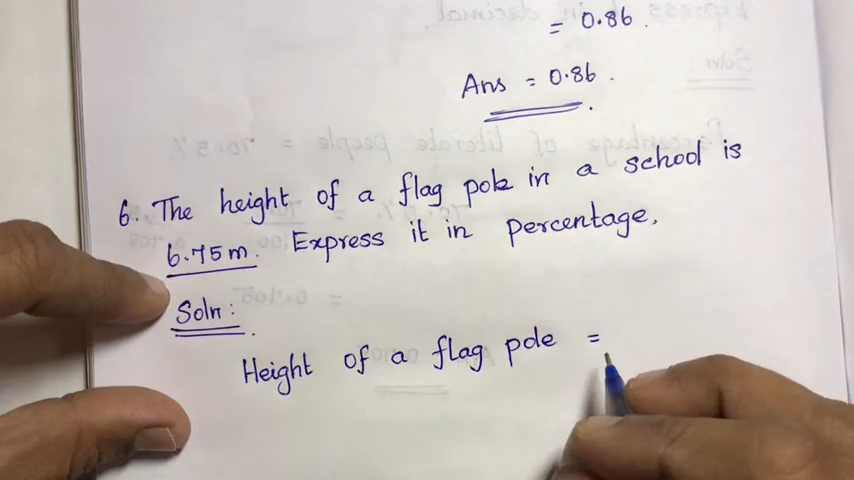 = 0.86.
Ans = 0.86.
6. The height of a flag pole in a school is
6.75m. Express it in percentage.
Soln:
Height of a flag pole =